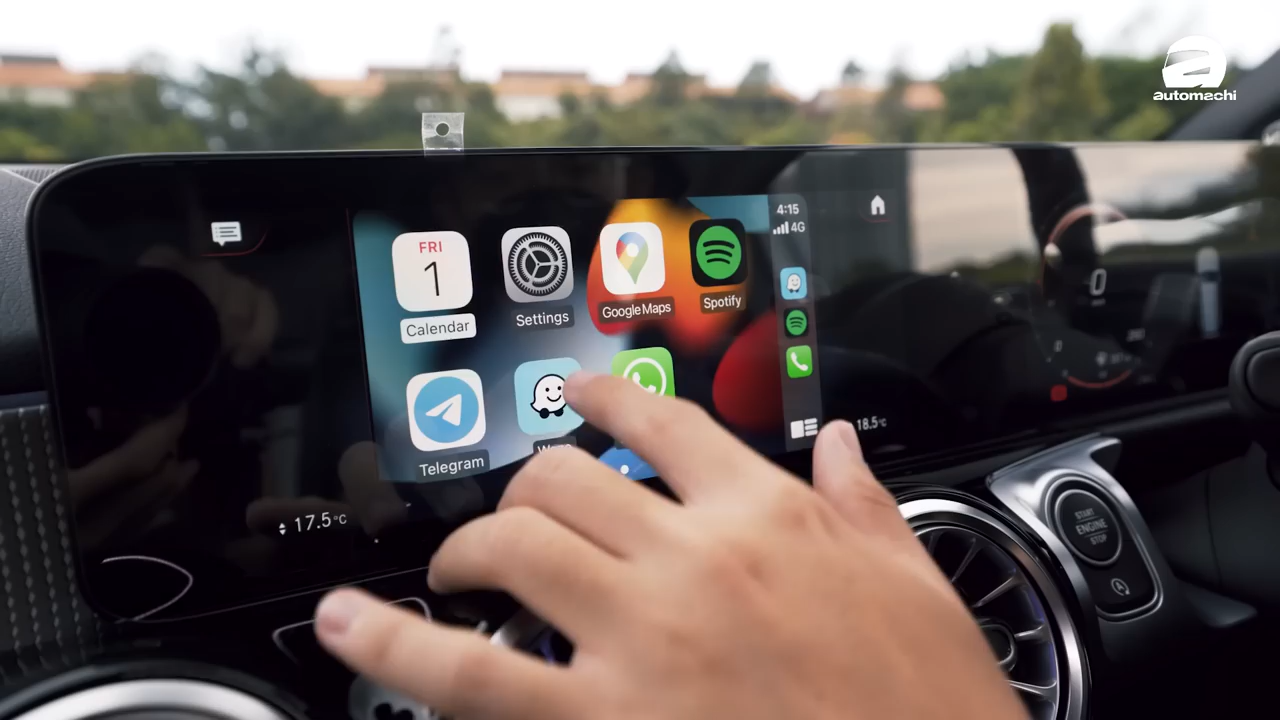 automachi
FRI
1
Calendar
Settings
Google Maps
Spotify
4:15
4G
Telegram
17.5°C
18.5°C
0
START
ENGINE
STOP